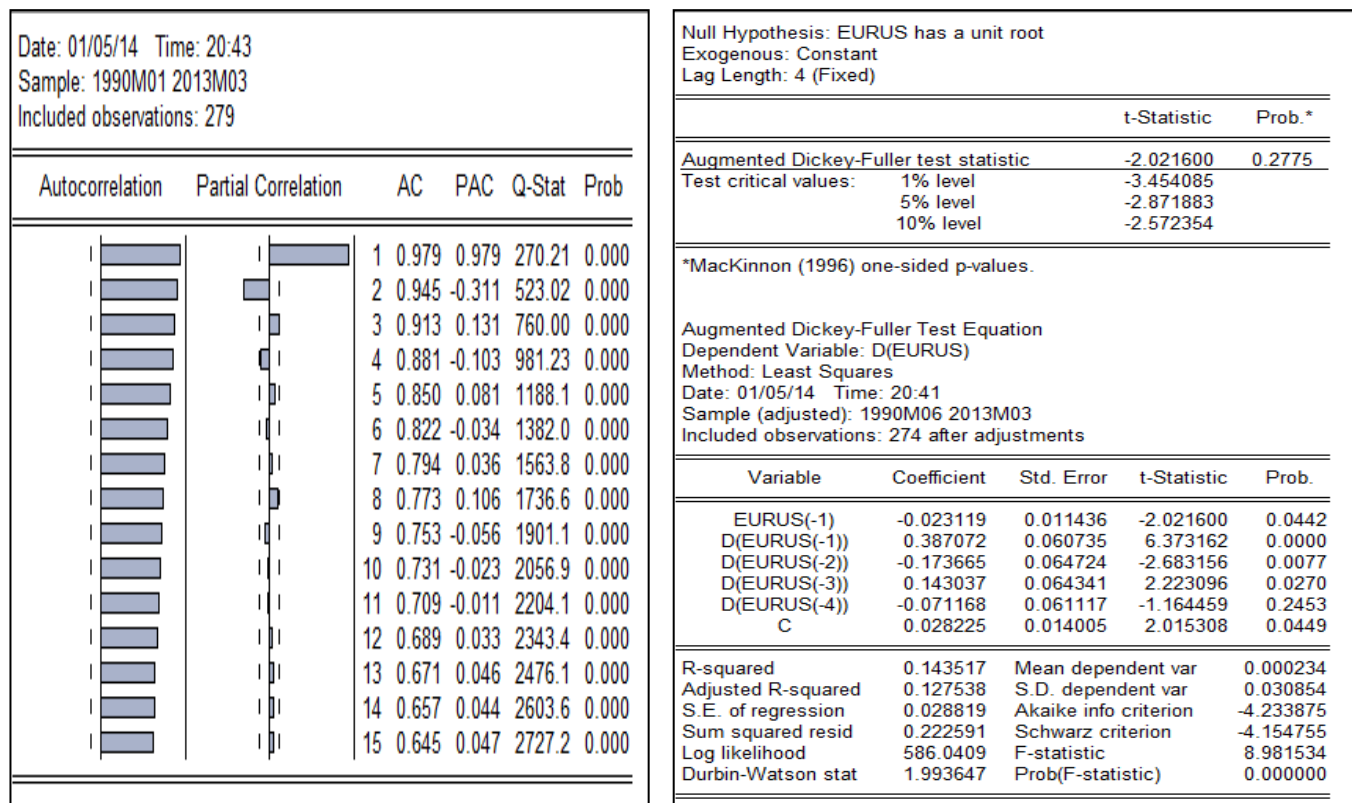 Date: 01/05/14 Time: 20:43
Sample: 1990M01 2013M03
Included observations: 279
Autocorrelation Partial Correlation AC PAC Q-Stat Prob
1 0.979 0.979 270.21 0.000
2 0.945 -0.311 523.02 0.000
3 0.913 0.131 760.00 0.000
4 0.881 -0.103 981.23 0.000
5 0.850 0.081 1188.1 0.000
6 0.822 -0.034 1382.0 0.000
7 0.794 0.036 1563.8 0.000
8 0.773 0.106 1736.6 0.000
9 0.753 -0.056 1901.1 0.000
10 0.731 -0.023 2056.9 0.000
11 0.709 -0.011 2204.1 0.000
12 0.689 0.033 2343.4 0.000
13 0.671 0.046 2476.1 0.000
14 0.657 0.044 2603.6 0.000
15 0.645 0.047 2727.2 0.000
Null Hypothesis: EURUS has a unit root
Exogenous: Constant
Lag Length: 4 (Fixed)
t-Statistic Prob.*
Augmented Dickey-Fuller test statistic -2.021600 0.2775
Test critical values: 1% level -3.454085
5% level -2.871883
10% level -2.572354
*MacKinnon (1996) one-sided p-values.
Augmented Dickey-Fuller Test Equation
Dependent Variable: D(EURUS)
Method: Least Squares
Date: 01/05/14 Time: 20:41
Sample (adjusted): 1990M06 2013M03
Included observations: 274 after adjustments
Variable Coefficient Std. Error t-Statistic Prob.
EURUS(-1) -0.023119 0.011436 -2.021600 0.0442
D(EURUS(-1)) 0.387072 0.060735 6.373162 0.0000
D(EURUS(-2)) -0.173665 0.064724 -2.683156 0.0077
D(EURUS(-3)) 0.143037 0.064341 2.223096 0.0270
D(EURUS(-4)) -0.071168 0.061117 -1.164459 0.2453
C 0.028225 0.014005 2.015308 0.0449
R-squared 0.143517 Mean dependent var 0.000234
Adjusted R-squared 0.127538 S.D. dependent var 0.030854
S.E. of regression 0.028819 Akaike info criterion -4.233875
Sum squared resid 0.222591 Schwarz criterion -4.154755
Log likelihood 586.0409 F-statistic 8.981534
Durbin-Watson stat 1.993647 Prob(F-statistic) 0.000000